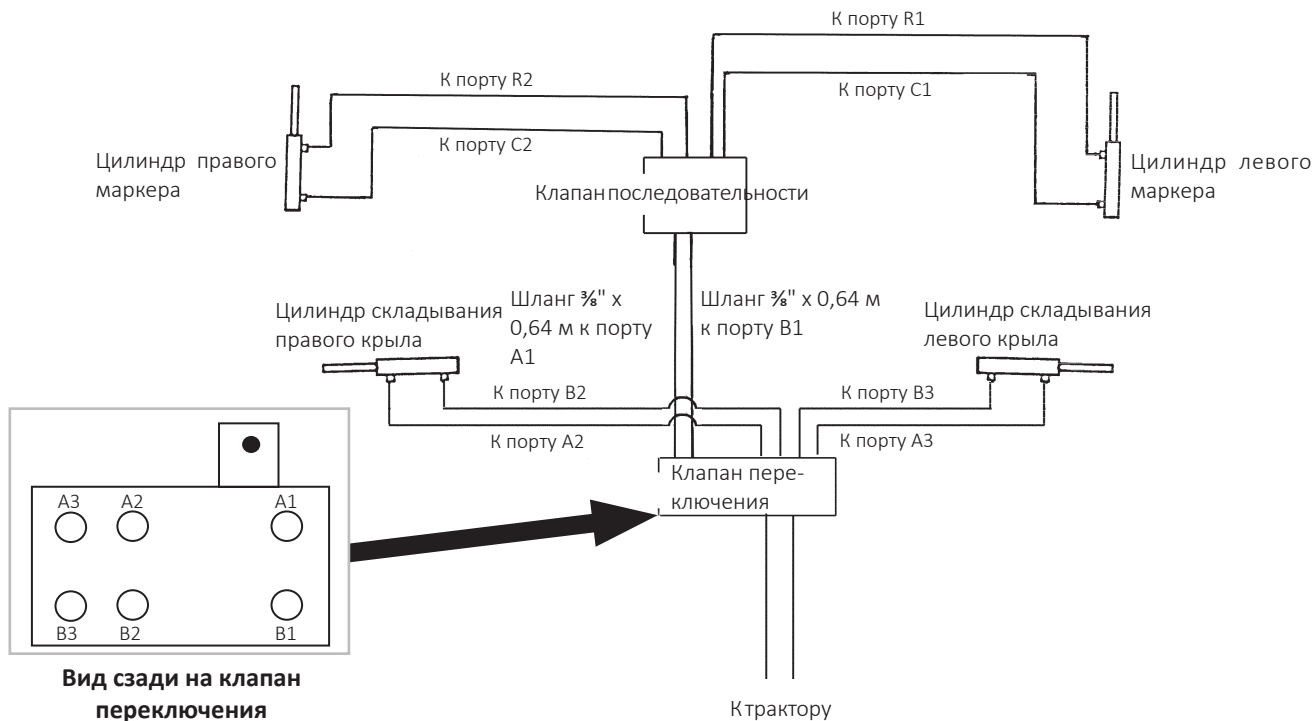 К порту R1
К порту R2
К порту C1
К порту C2
Цилиндр правого
маркера
Клапан последовательности
Цилиндр левого
маркера
Цилиндр складывания
правого крыла
Шланг ⅜" x
0,64 м к порту
A1
Шланг ⅜" x 0,64 м
к порту B1
Цилиндр складывания
левого крыла
К порту B2
К порту B3
К порту A2
К порту A3
Клапан пере-
ключения
A3 A2 A1
B3 B2 B1
Вид сзади на клапан
переключения
К трактору